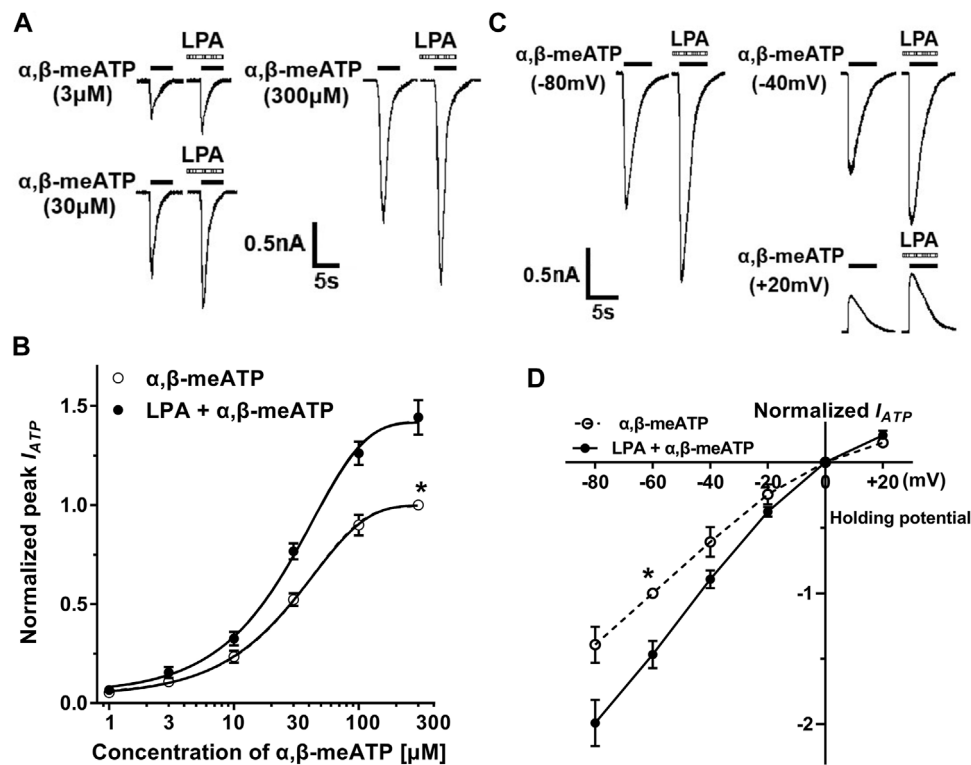 A
LPA
α,β-meATP
(3µM)
LPA
α,β-meATP
(300µM)
LPA
α,β-meATP
(30µM)
0.5nA
5s
C
LPA
α,β-meATP
(-80mV)
LPA
α,β-meATP
(-40mV)
LPA
α,β-meATP
(+20mV)
0.5nA
5s
B
α,β-meATP
LPA + α,β-meATP
Normalized peak IATP
1.5
1.0
0.5
0.0
*
1 3 10 30 100 300
Concentration of α,β-meATP [µM]
D
Normalized IATP
α,β-meATP
LPA + α,β-meATP
-80 -60 -40 -20 0 +20 (mV)
Holding potential
*
-1
-2